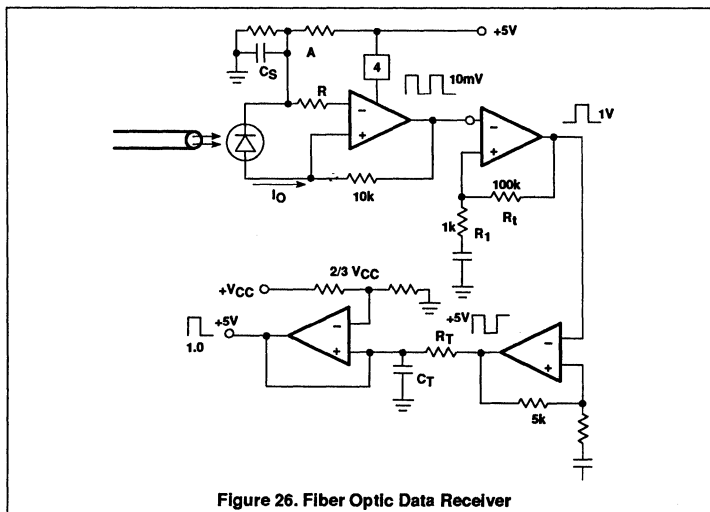 +5V
A
4
CS
R
10mV
1V
−
+
−
+
100k
IO
10k
Rt
1k
R1
2/3 VCC
+VCC
+5V
1.0
−
+
RT
+5V
CT
−
+
5k
Figure 26. Fiber Optic Data Receiver